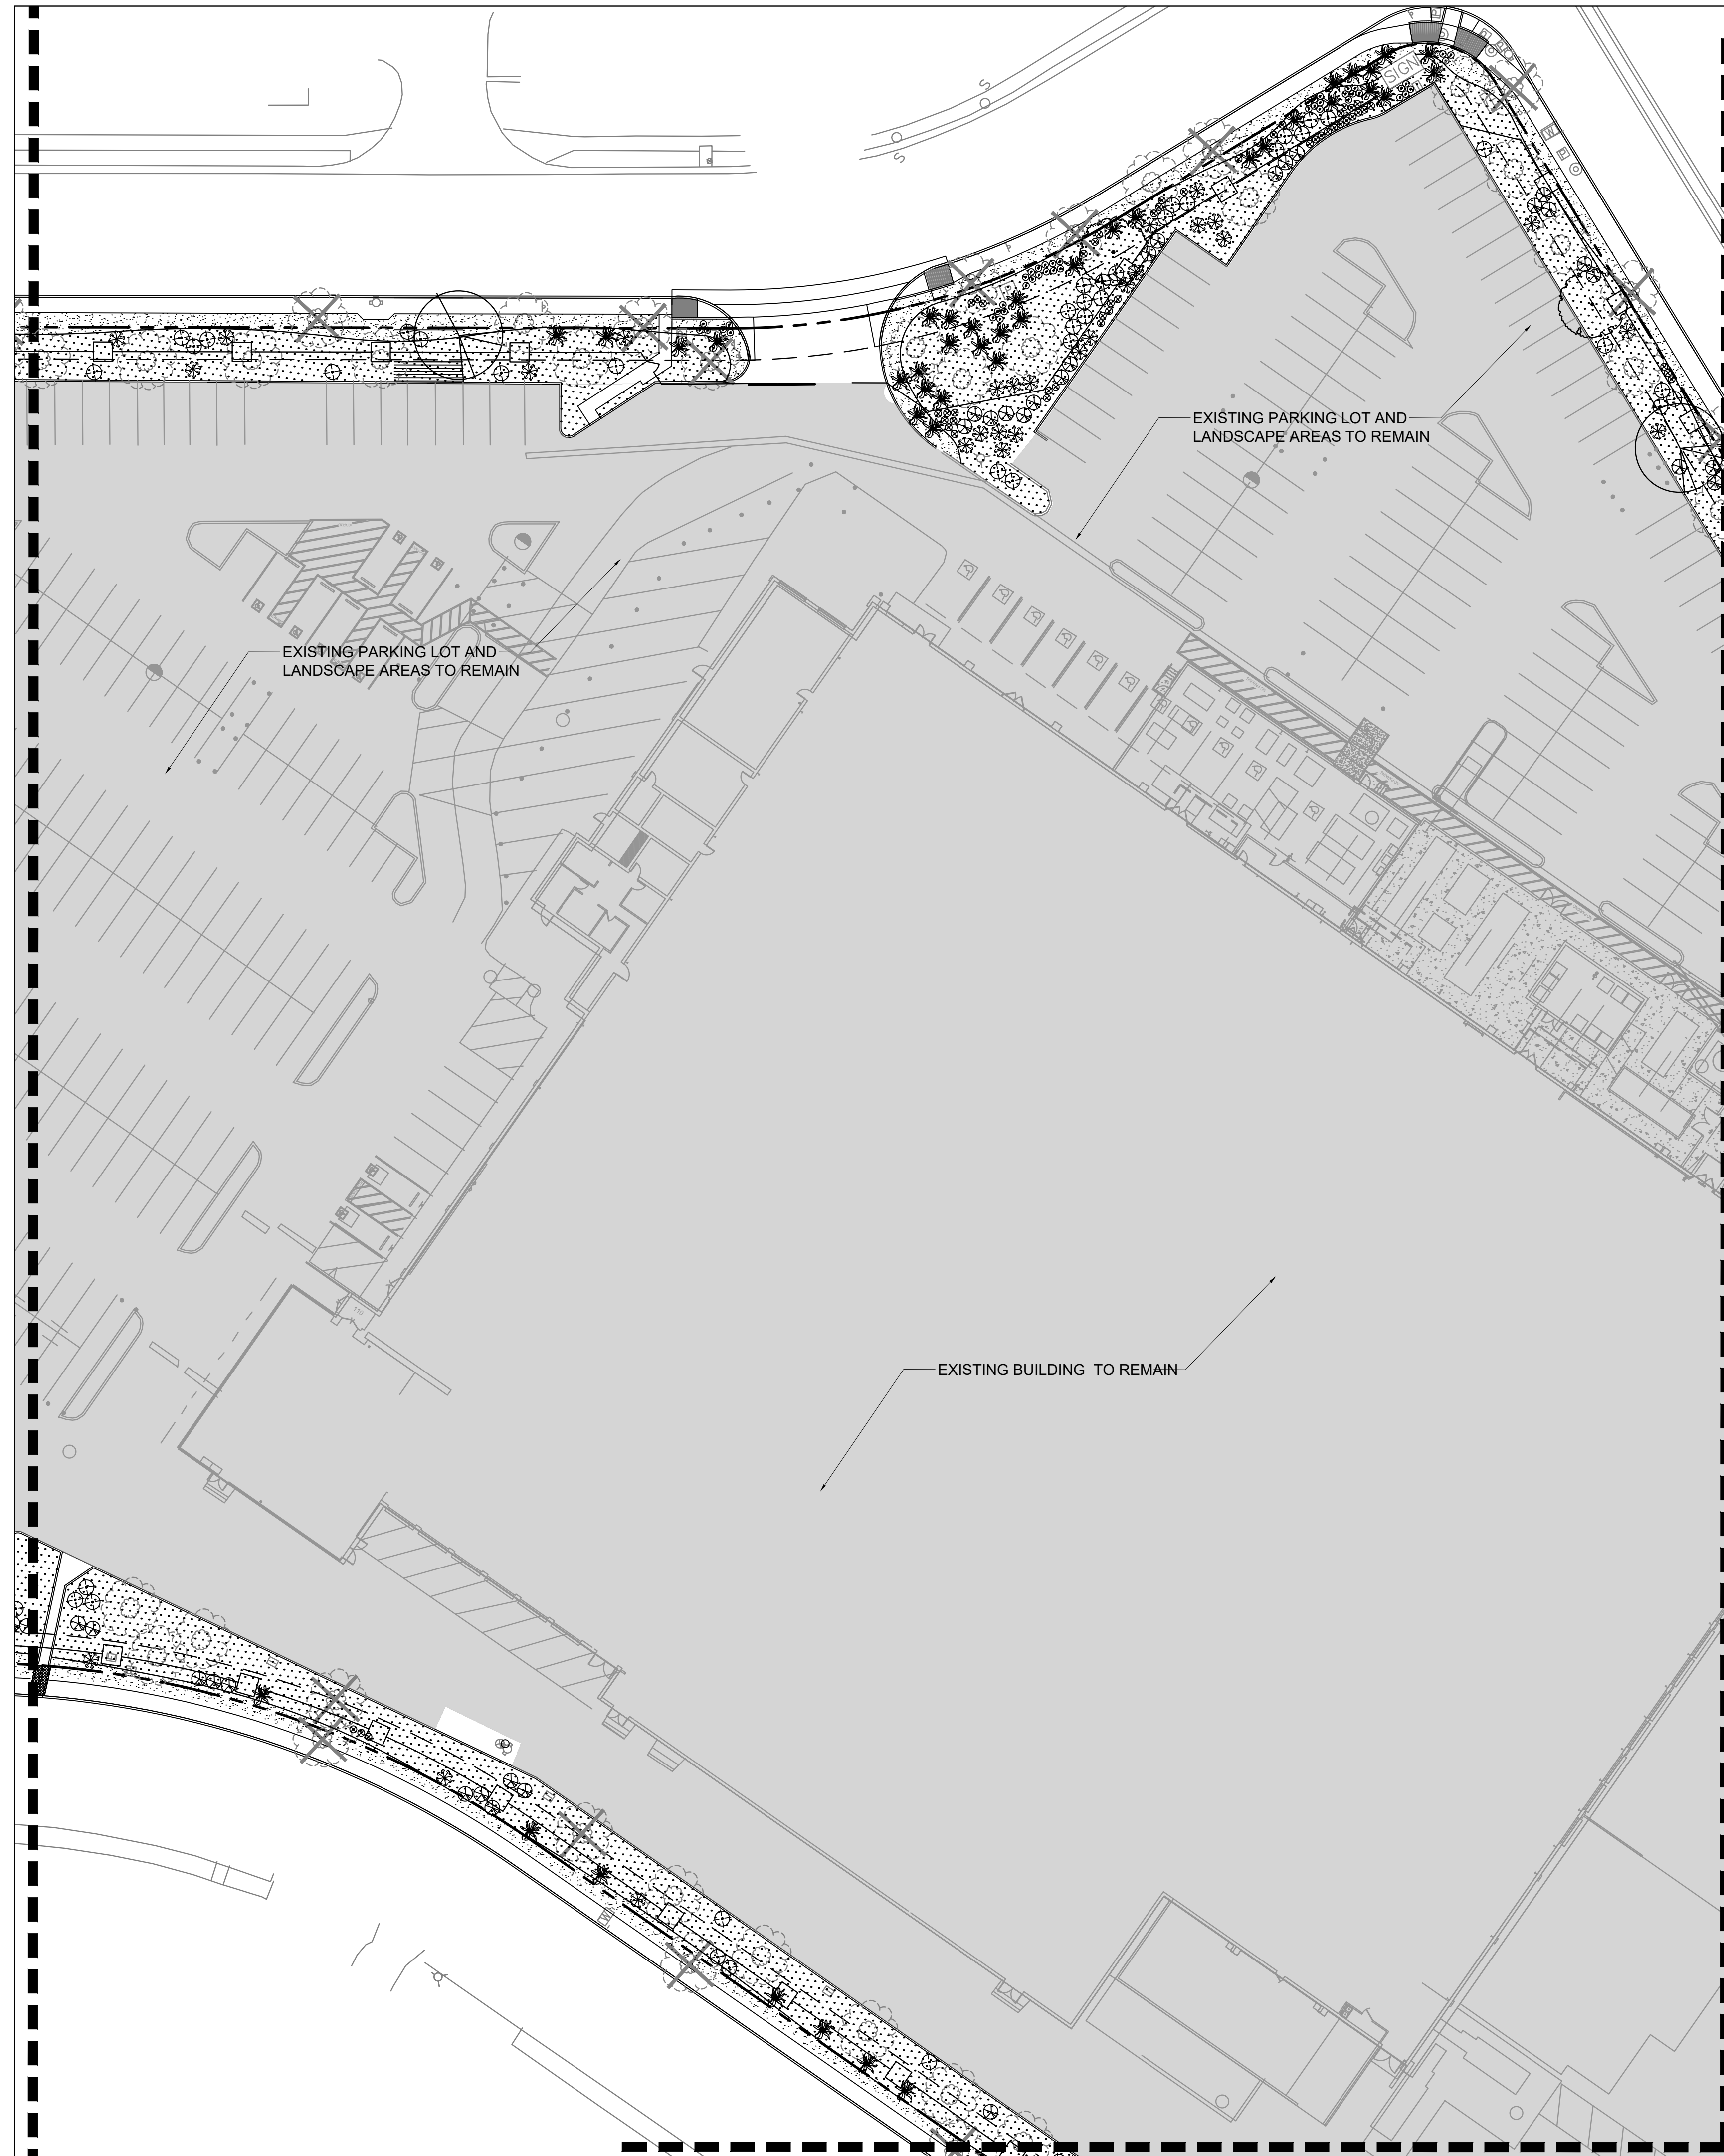 S
S
SIGN
W
EXISTING PARKING LOT AND
LANDSCAPE AREAS TO REMAIN
EXISTING PARKING LOT AND
LANDSCAPE AREAS TO REMAIN
110
EXISTING BUILDING TO REMAIN
W